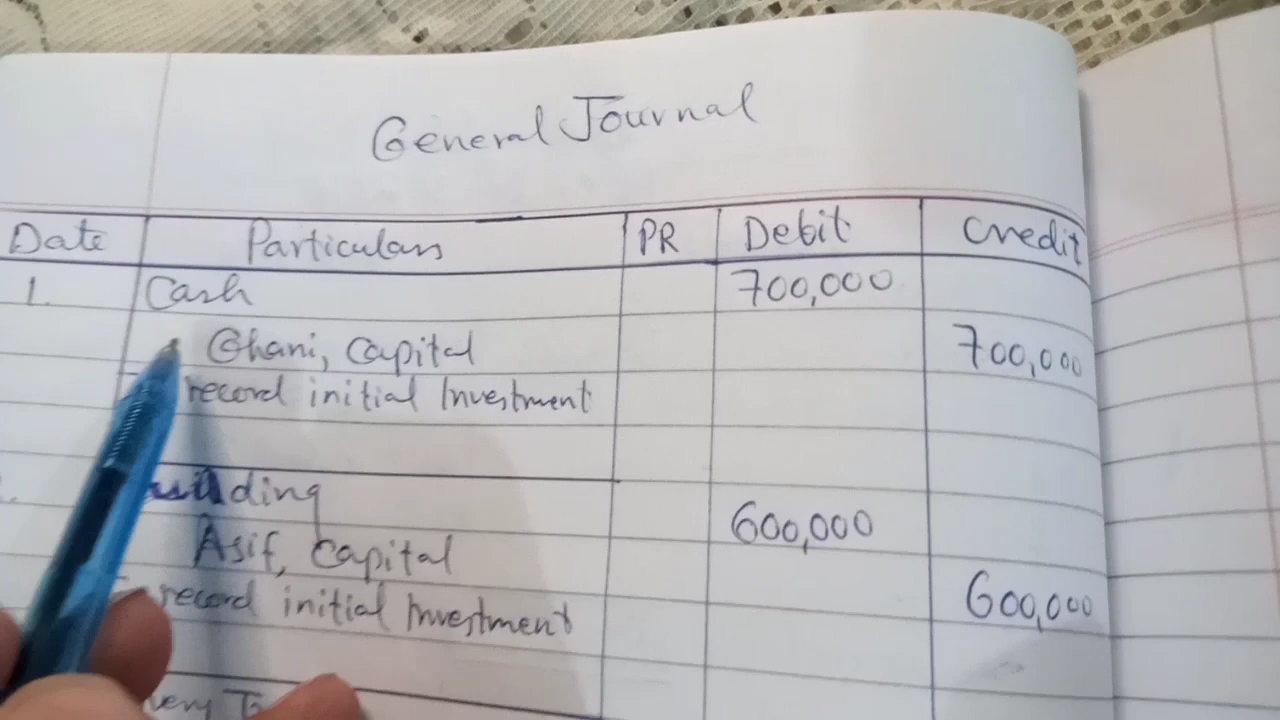 General Journal
Date Particulars PR Debit Credit
1. Cash 700,000
Ghani, Capital 700,000
record initial Investment
Building 600,000
Asif, Capital
record initial Investment 600,000